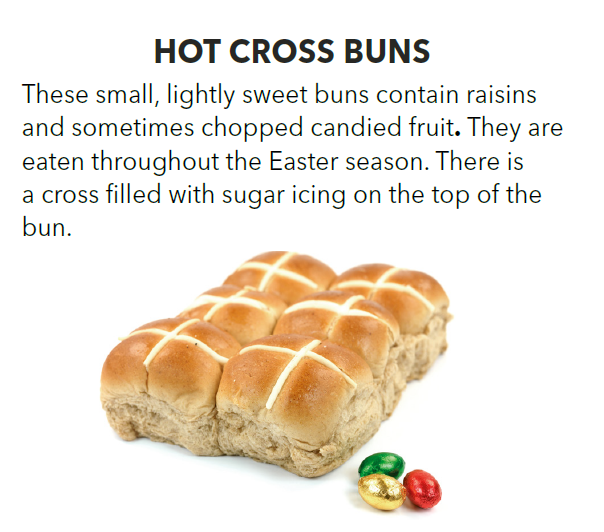 HOT CROSS BUNS
These small, lightly sweet buns contain raisins
and sometimes chopped candied fruit. They are
eaten throughout the Easter season. There is
a cross filled with sugar icing on the top of the
bun.